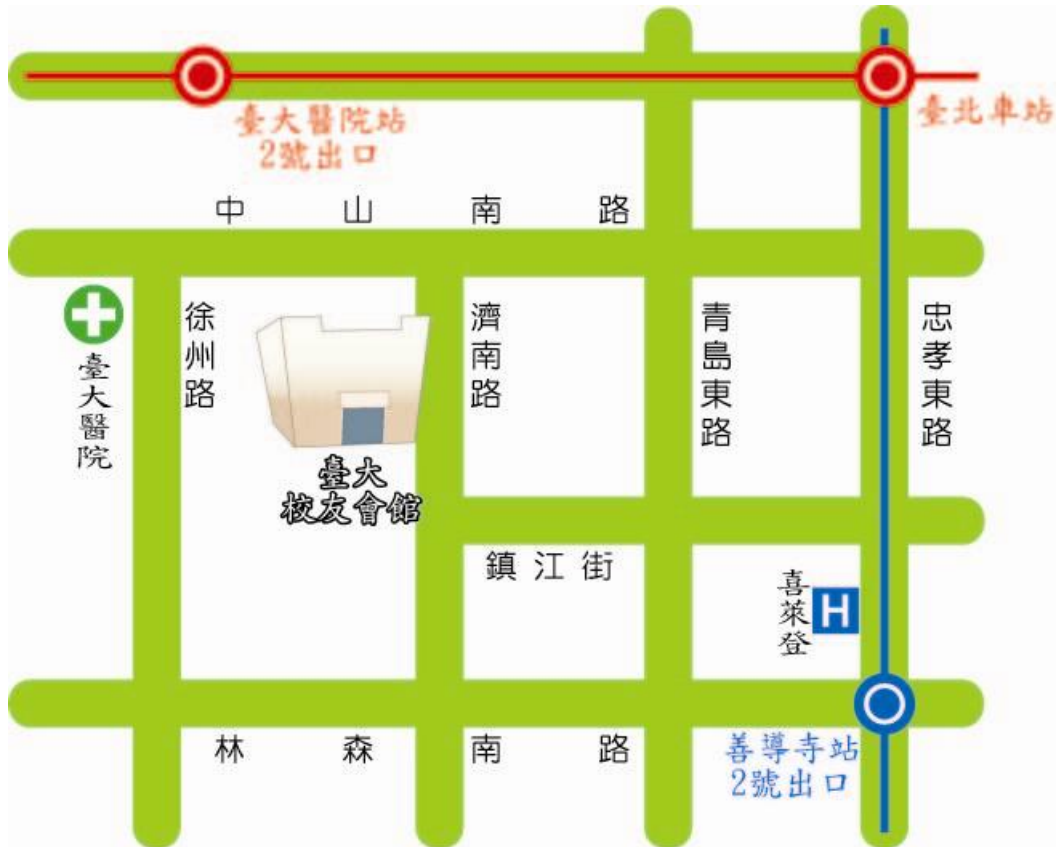 臺大醫院站
2號出口
臺北車站
中山南路
徐州路
濟南路
青島東路
忠孝東路
臺大醫院
臺大
校友會館
鎮江街
喜萊登
H
林森南路
善導寺站
2號出口